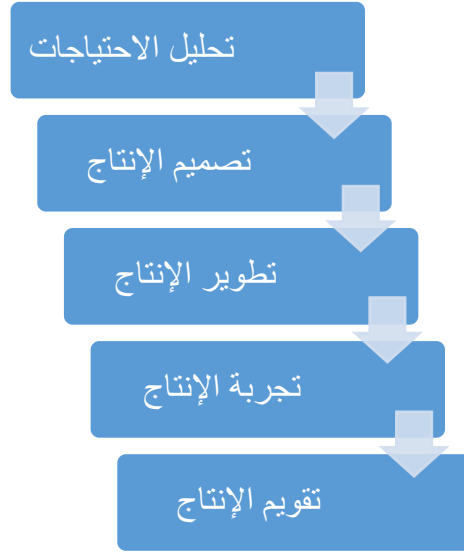 تحليل الاحتياجات
تصميم الإنتاج
تطوير الإنتاج
تجربة الإنتاج
تقويم الإنتاج